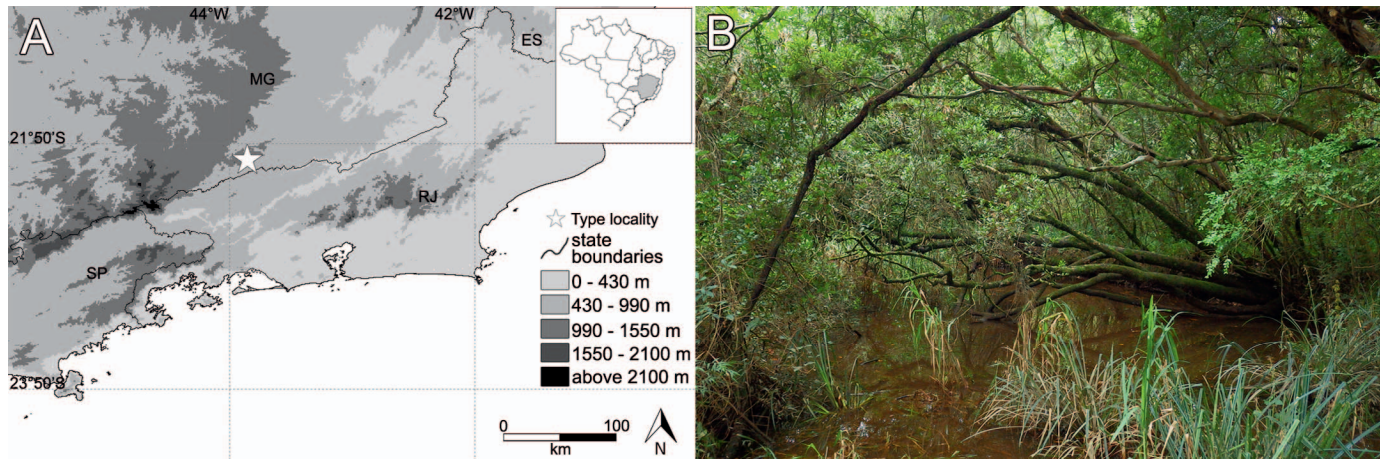 A
44°W
42°W
ES
MG
21°50'S
RJ
SP
Type locality
state
boundaries
0 - 430 m
430 - 990 m
990 - 1550 m
1550 - 2100 m
above 2100 m
23°50'S
0
100
km
N
B